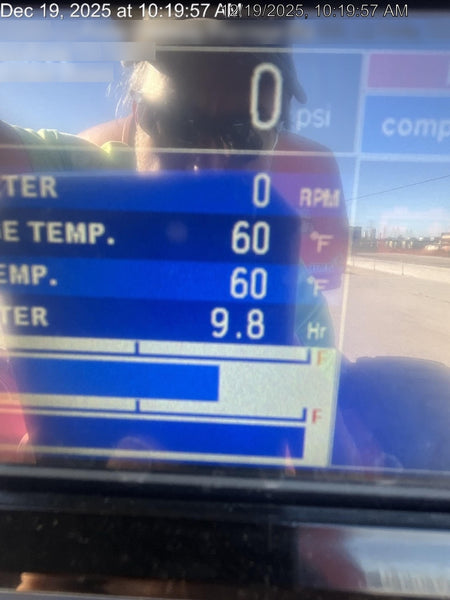 Dec 19, 2025 at 10:19:57 AM
12/19/2025, 10:19:57 AM
0 psi
comp
TER 0 RPM
E TEMP. 60 °F
EMP. 60 °F
TER 9.8 Hr
F
F